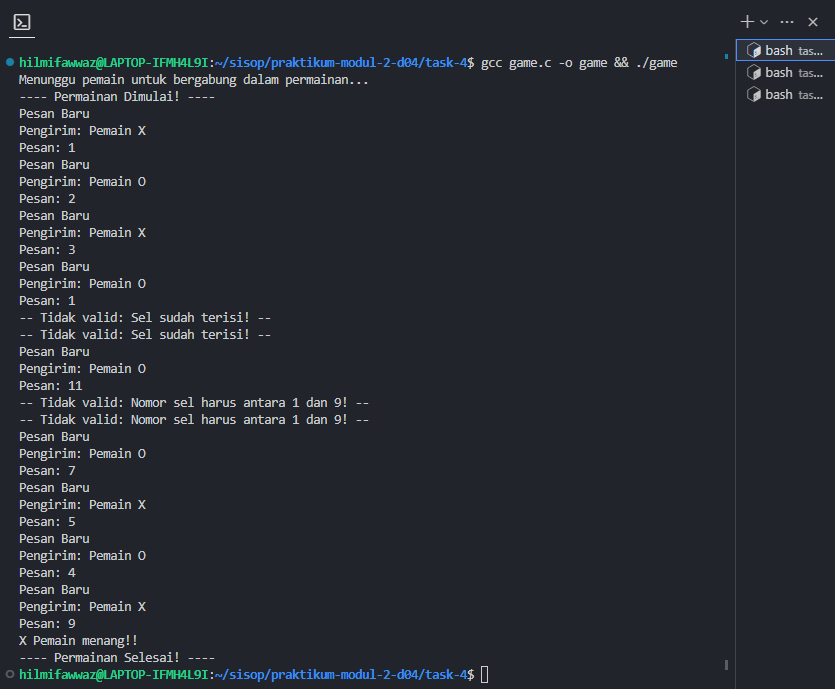 hilmifawwaz@LAPTOP-IFMH4L9I:~/sisop/praktikum-modul-2-d04/task-4$ gcc game.c -o game && ./game
Menunggu pemain untuk bergabung dalam permainan...
---- Permainan Dimulai! ----
Pesan Baru
Pengirim: Pemain X
Pesan: 1
Pesan Baru
Pengirim: Pemain O
Pesan: 2
Pesan Baru
Pengirim: Pemain X
Pesan: 3
Pesan Baru
Pengirim: Pemain O
Pesan: 1
-- Tidak valid: Sel sudah terisi! --
-- Tidak valid: Sel sudah terisi! --
Pesan Baru
Pengirim: Pemain O
Pesan: 11
-- Tidak valid: Nomor sel harus antara 1 dan 9! --
-- Tidak valid: Nomor sel harus antara 1 dan 9! --
Pesan Baru
Pengirim: Pemain O
Pesan: 7
Pesan Baru
Pengirim: Pemain X
Pesan: 5
Pesan Baru
Pengirim: Pemain O
Pesan: 4
Pesan Baru
Pengirim: Pemain X
Pesan: 9
X Pemain menang!!
---- Permainan Selesai! ----
hilmifawwaz@LAPTOP-IFMH4L9I:~/sisop/praktikum-modul-2-d04/task-4$
bash tas...
bash tas...
bash tas...